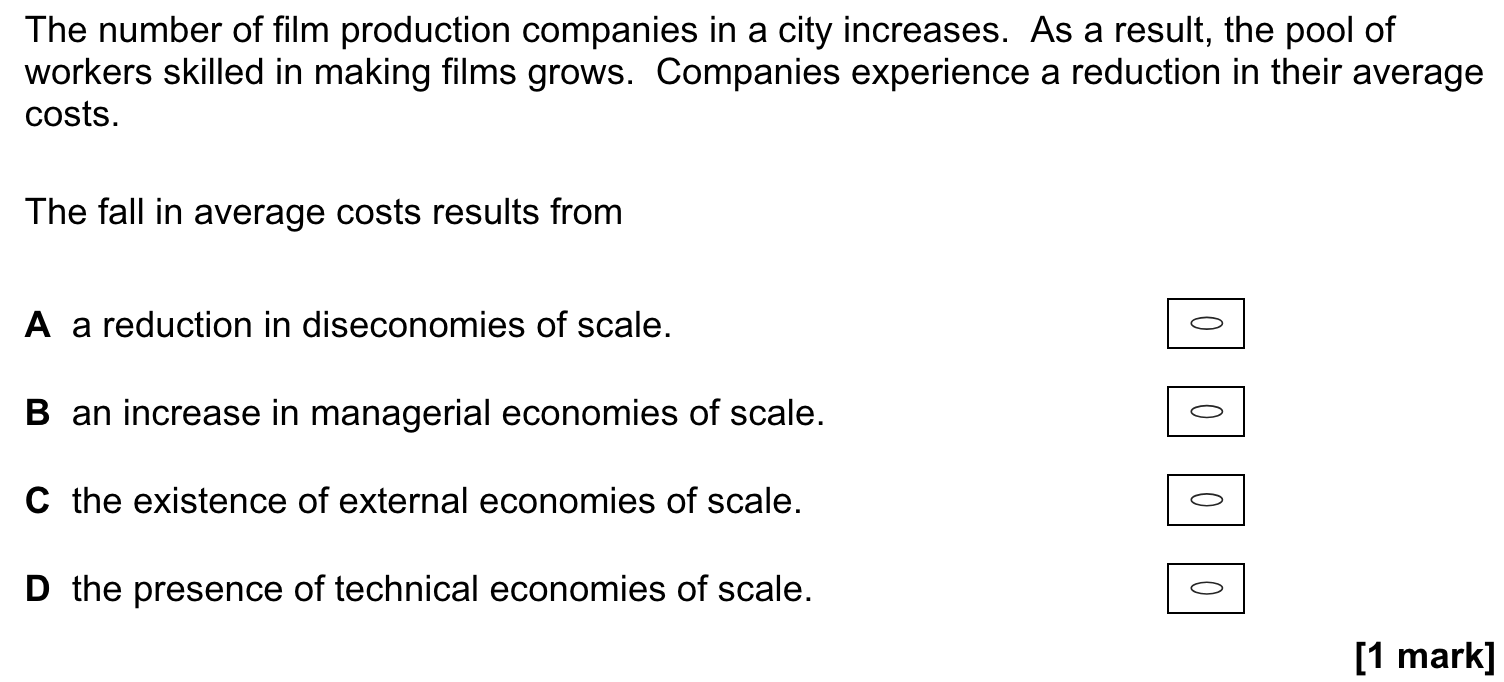 The number of film production companies in a city increases.  As a result, the pool of
workers skilled in making films grows.  Companies experience a reduction in their average
costs.
The fall in average costs results from
A a reduction in diseconomies of scale.
B an increase in managerial economies of scale.
C the existence of external economies of scale.
D the presence of technical economies of scale.
[1 mark]